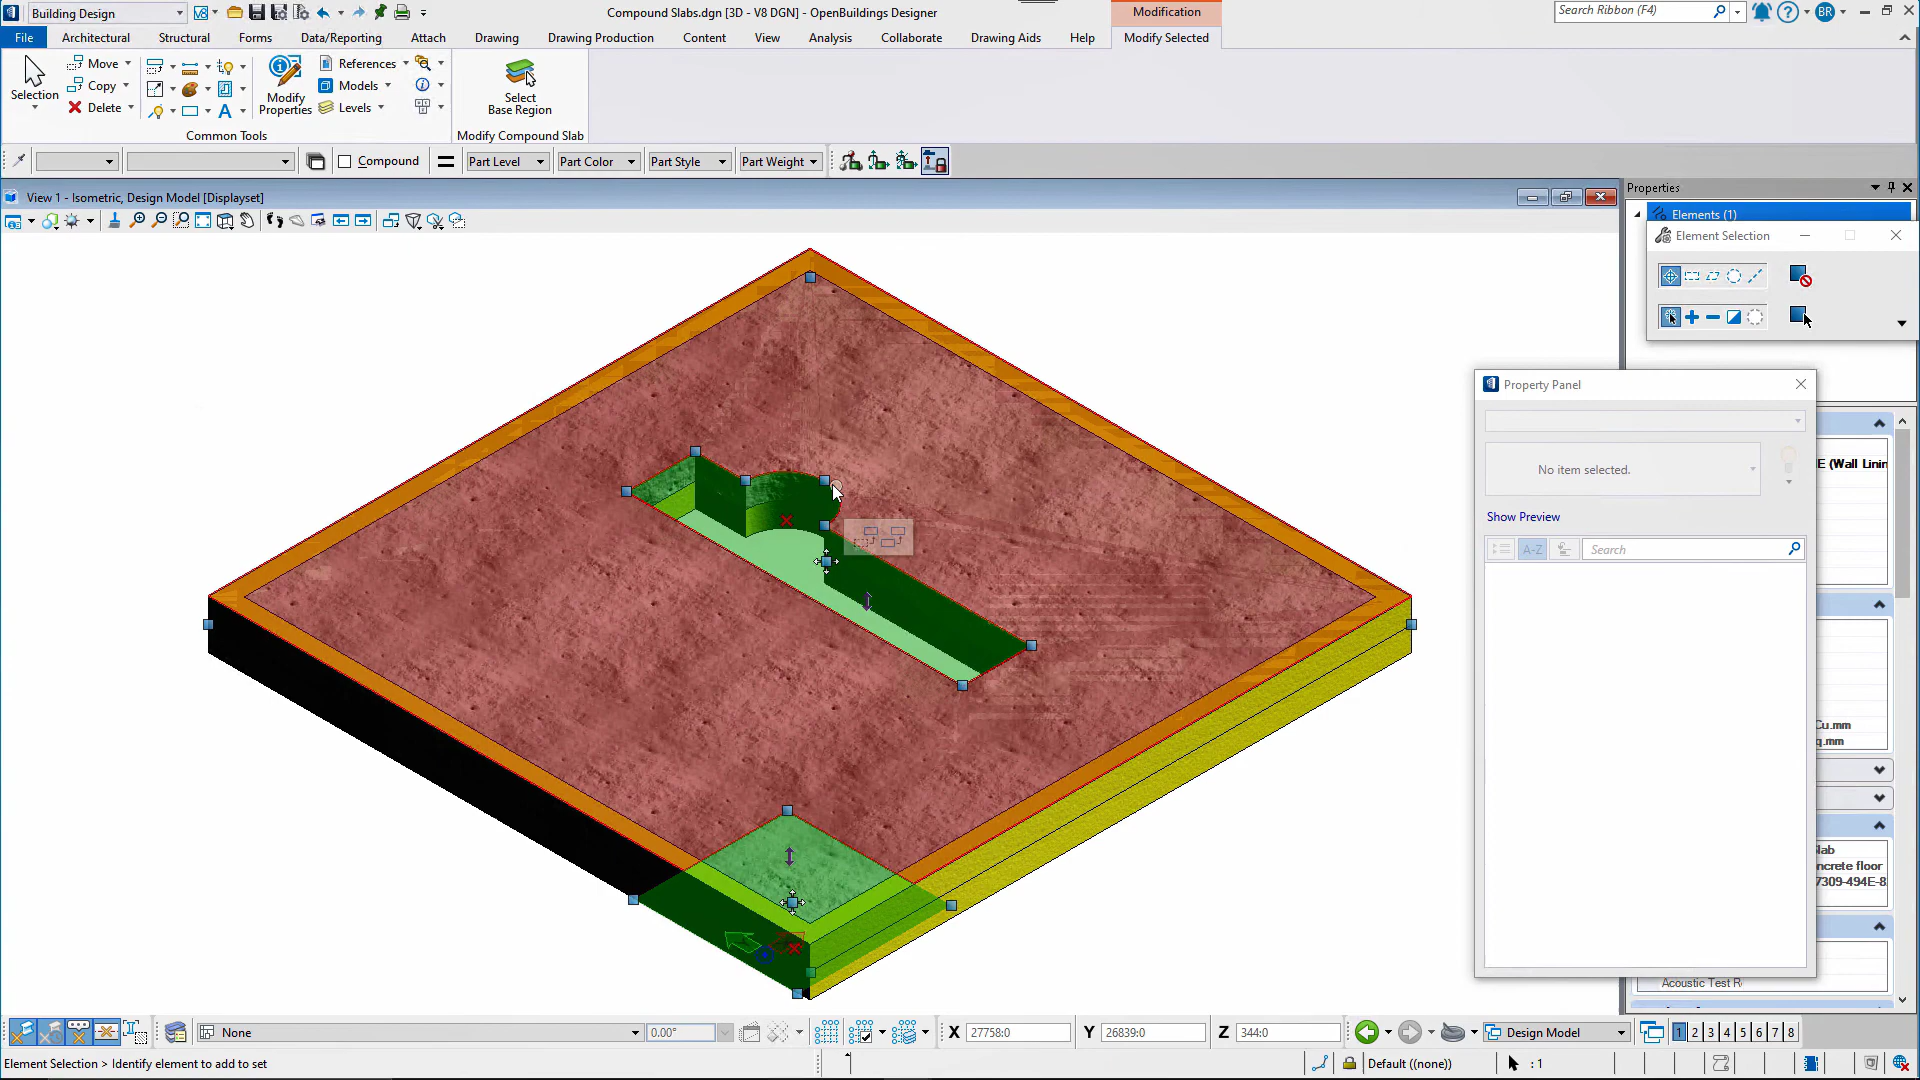 Building Design
Compound Slabs.dgn [3D - V8 DGN] - OpenBuildings Designer
Modification
Search Ribbon (F4)
BR
File Architectural Structural Forms Data/Reporting Attach Drawing Drawing Production Content View Analysis Collaborate Drawing Aids Help Modify Selected
Move
Copy
Delete
Selection
Modify
Properties
References
Models
Levels
Select
Base Region
Common Tools
Modify Compound Slab
Compound Part Level Part Color Part Style Part Weight
View 1 - Isometric, Design Model [Displayset]
Properties
Elements (1)
Element Selection
Property Panel
No item selected.
Show Preview
A-Z Search
E (Wall Linin
Cu.mm
q.mm
lab
ncrete floor
7309-494E-8
Acoustic Test R
None 0.00° X 27758:0 Y 26839:0 Z 344:0 Design Model 1 2 3 4 5 6 7 8
Element Selection > Identify element to add to set
Default ((none)) : 1